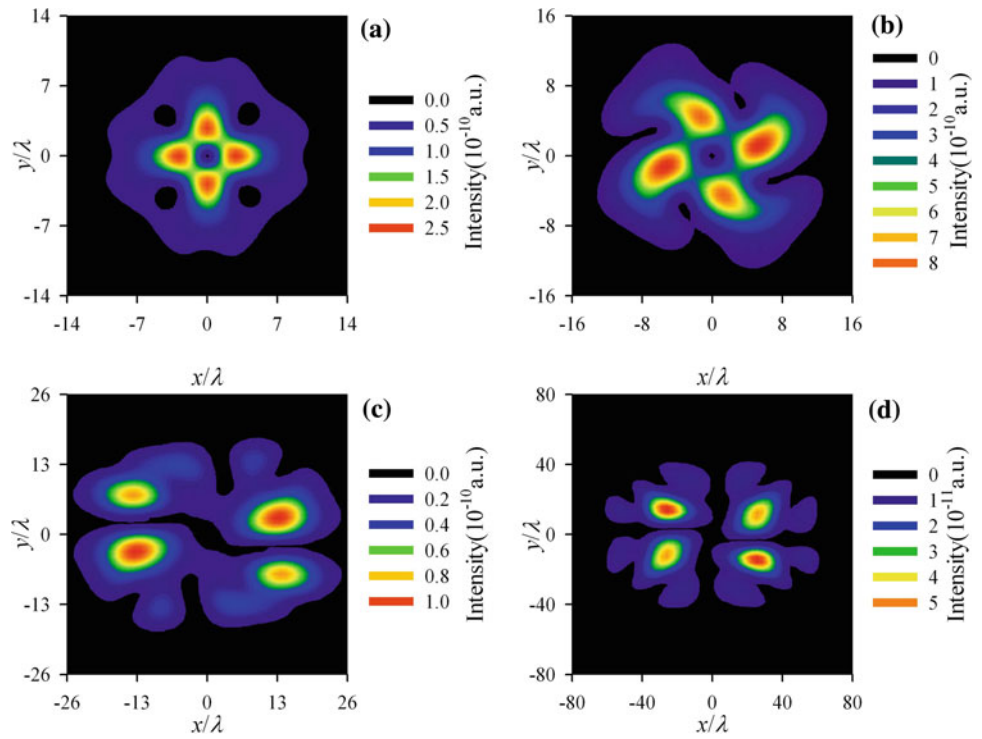 14
(a)
7
0
-7
-14
y/λ
-14 -7 0 7 14
x/λ
0.0
0.5
1.0
1.5
2.0
2.5
Intensity(10⁻¹⁰a.u.)
16
(b)
8
0
-8
-16
y/λ
-16 -8 0 8 16
x/λ
0
1
2
3
4
5
6
7
8
Intensity(10⁻¹⁰a.u.)
26
(c)
13
0
-13
-26
y/λ
-26 -13 0 13 26
x/λ
0.0
0.2
0.4
0.6
0.8
1.0
Intensity(10⁻¹⁰a.u.)
80
(d)
40
0
-40
-80
y/λ
-80 -40 0 40 80
x/λ
0
1
2
3
4
5
Intensity(10⁻¹¹a.u.)